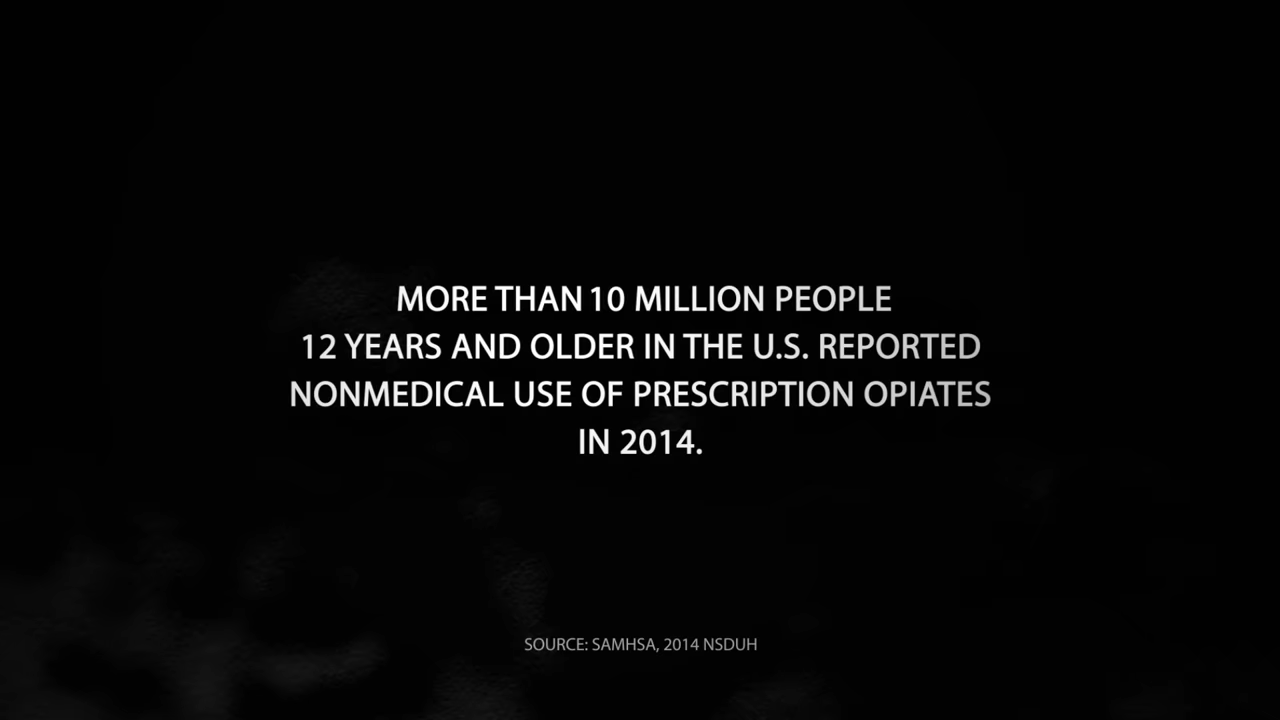 MORE THAN 10 MILLION PEOPLE
12 YEARS AND OLDER IN THE U.S. REPORTED
NONMEDICAL USE OF PRESCRIPTION OPIATES
IN 2014.
SOURCE: SAMHSA, 2014 NSDUH